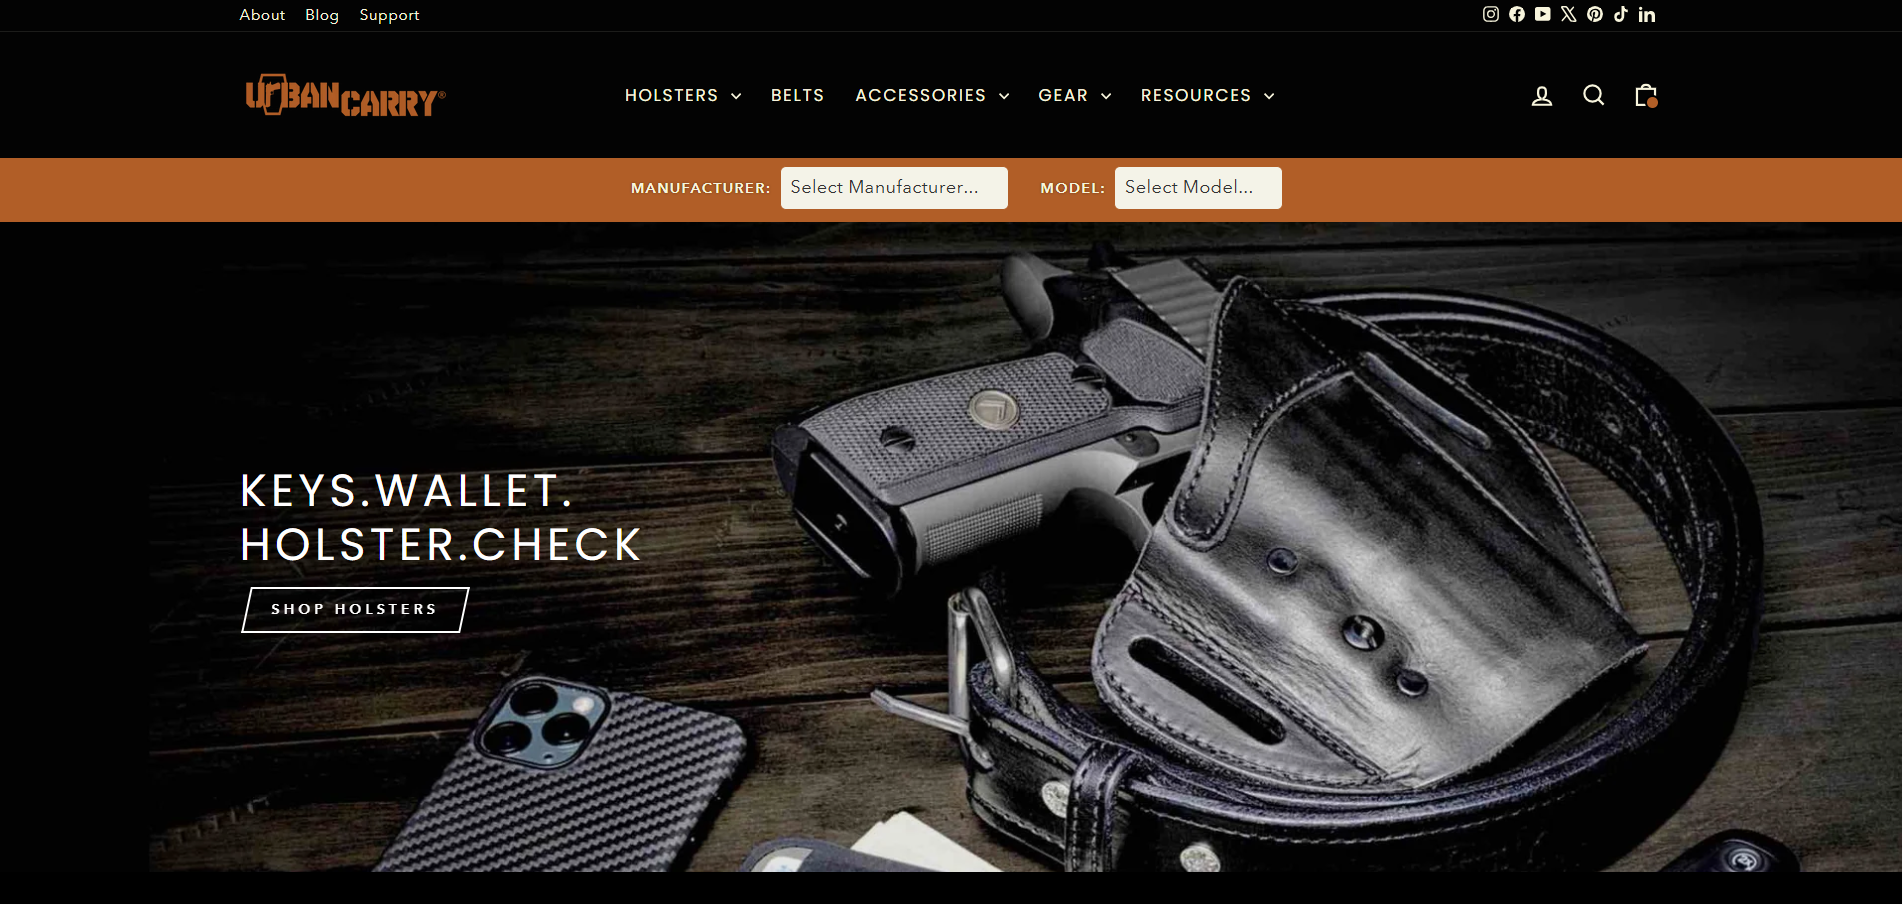 About Blog Support
URBAN CARRY®
HOLSTERS BELTS ACCESSORIES GEAR RESOURCES
MANUFACTURER: Select Manufacturer... MODEL: Select Model...
KEYS.WALLET.
HOLSTER.CHECK
SHOP HOLSTERS